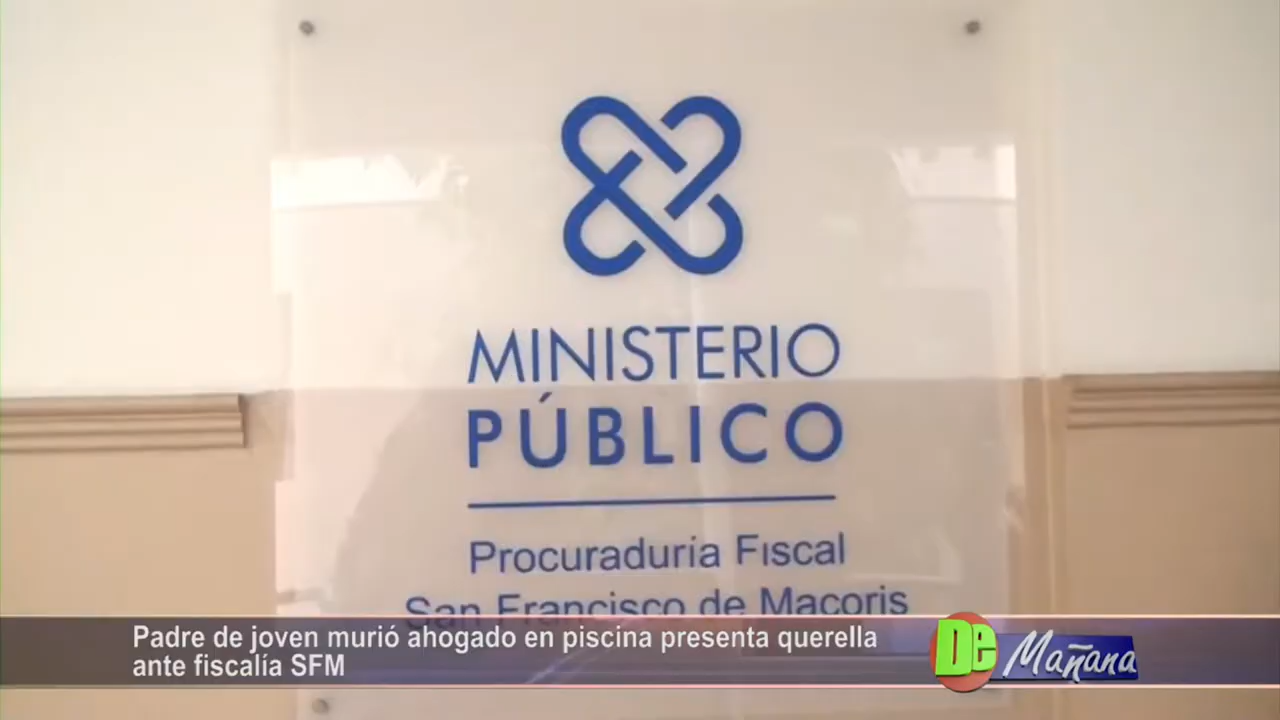 MINISTERIO
PÚBLICO
Procuraduría Fiscal
San Francisco de Macoris
Padre de joven murió ahogado en piscina presenta querella
ante fiscalía SFM
De Mañana